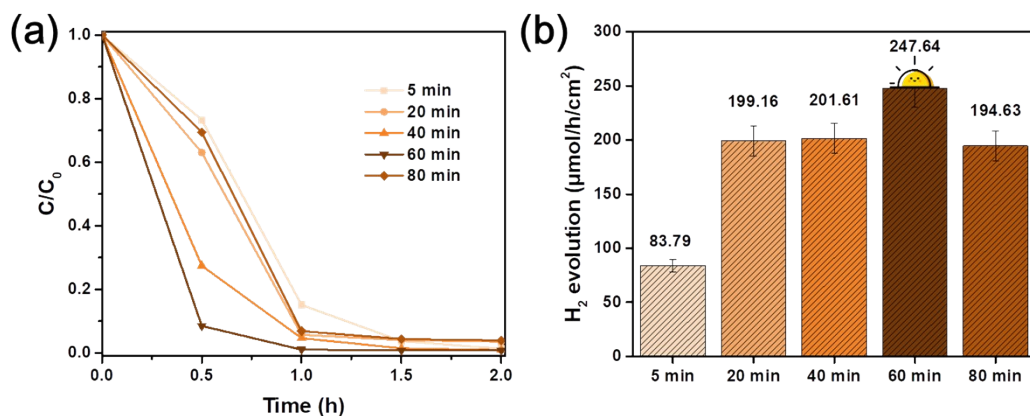 (a)
1.0
0.8
0.6
0.4
0.2
0.0
C/C₀
5 min
20 min
40 min
60 min
80 min
0.0 0.5 1.0 1.5 2.0
Time (h)
(b)
300
250
200
150
100
50
0
H₂ evolution (μmol/h/cm²)
83.79
199.16
201.61
247.64
194.63
5 min 20 min 40 min 60 min 80 min